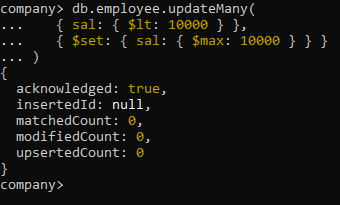 company> db.employee.updateMany(
...     { sal: { $lt: 10000 } },
...     { $set: { sal: { $max: 10000 } } }
... )
{
  acknowledged: true,
  insertedId: null,
  matchedCount: 0,
  modifiedCount: 0,
  upsertedCount: 0
}
company>